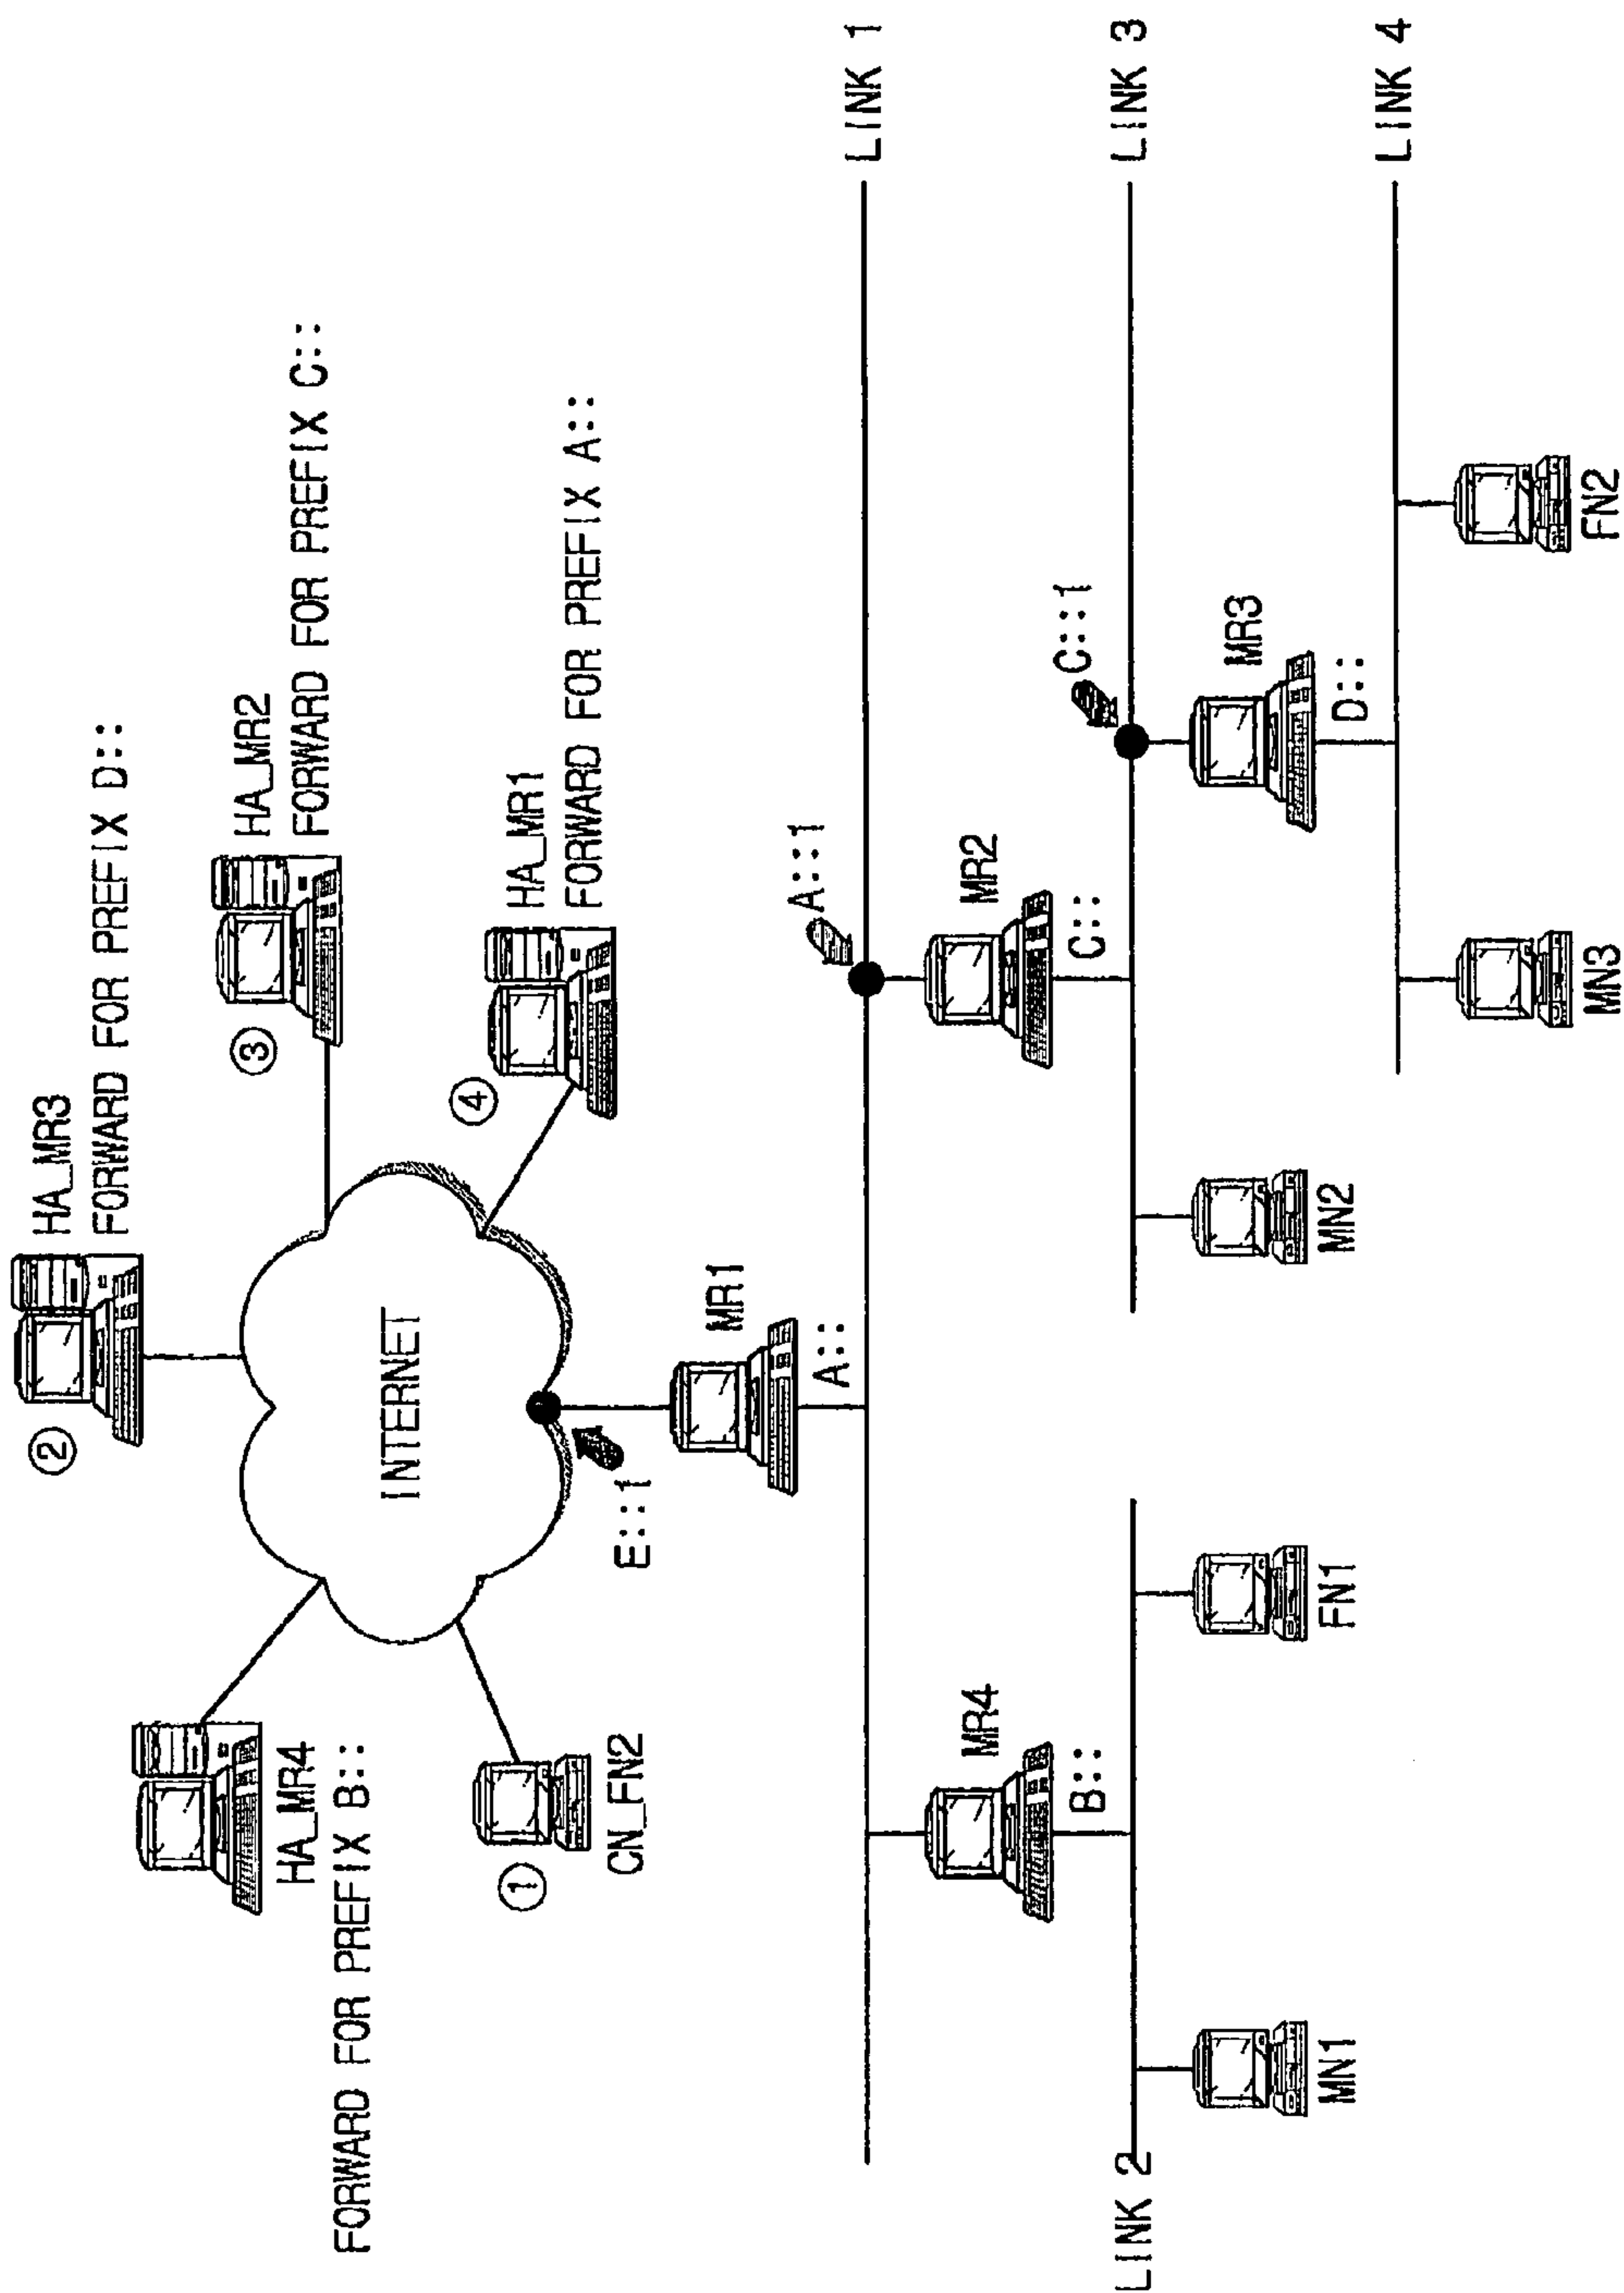 ②
HA_MR3
FORWARD FOR PREFIX D::
HA_MR4
FORWARD FOR PREFIX B::
③
HA_MR2
FORWARD FOR PREFIX C::
INTERNET
①
CN_FN2
④
HA_MR1
FORWARD FOR PREFIX A::
E::1
MR1
A::
A::1
LINK 1
MR4
B::
MR2
C::
C::1
LINK 2
LINK 3
MN1
FN1
MN2
MR3
D::
LINK 4
MN3
FN2